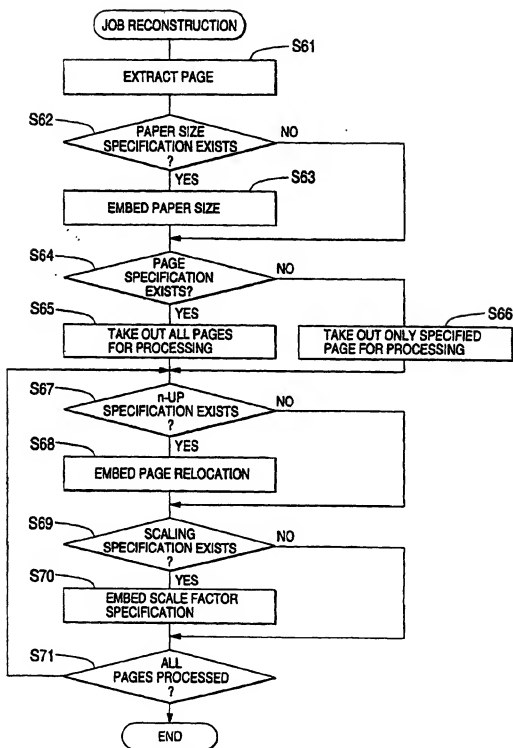 JOB RECONSTRUCTION
S61
EXTRACT PAGE
S62
PAPER SIZE
SPECIFICATION EXISTS
?
NO
YES
S63
EMBED PAPER SIZE
S64
PAGE
SPECIFICATION
EXISTS?
NO
YES
S65
TAKE OUT ALL PAGES
FOR PROCESSING
S66
TAKE OUT ONLY SPECIFIED
PAGE FOR PROCESSING
S67
n-UP
SPECIFICATION EXISTS
?
NO
YES
S68
EMBED PAGE RELOCATION
S69
SCALING
SPECIFICATION EXISTS
?
NO
YES
S70
EMBED SCALE FACTOR
SPECIFICATION
S71
ALL
PAGES PROCESSED
?
END